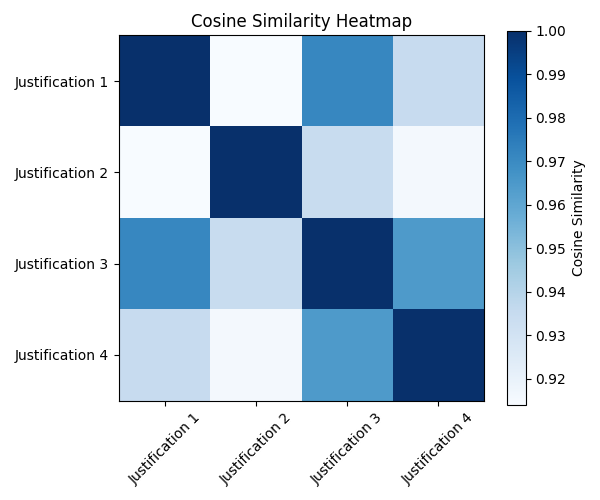 Cosine Similarity Heatmap
Justification 1
Justification 2
Justification 3
Justification 4
Justification 1
Justification 2
Justification 3
Justification 4
1.00
0.99
0.98
0.97
0.96
0.95
0.94
0.93
0.92
Cosine Similarity